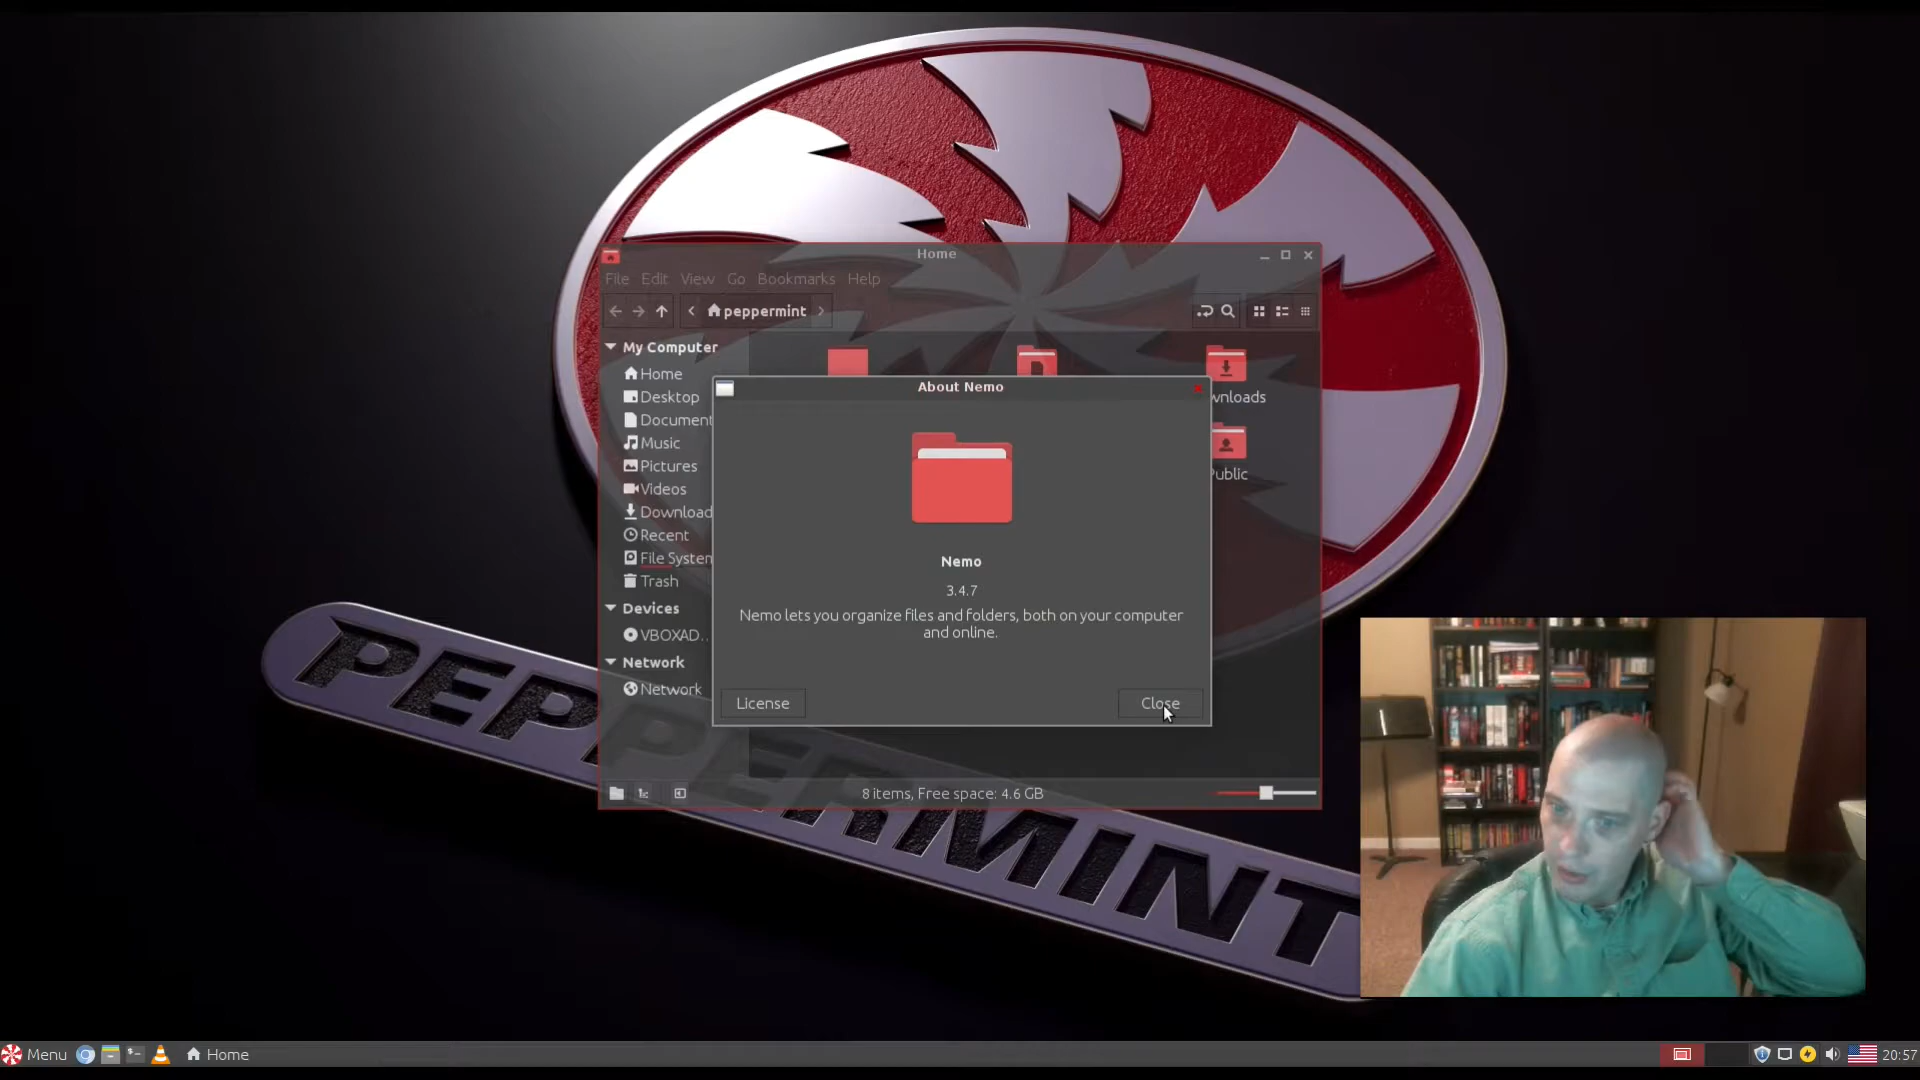 Home
File Edit View Go Bookmarks Help
peppermint
My Computer
Home
Desktop
Document
Music
Pictures
Videos
Download
Recent
File System
Trash
Devices
VBOXAD...
Network
Network
wnloads
Public
About Nemo
Nemo
3.4.7
Nemo lets you organize files and folders, both on your computer
and online.
License
Close
8 items, Free space: 4.6 GB
PEPPERMINT
Menu
Home
20:57